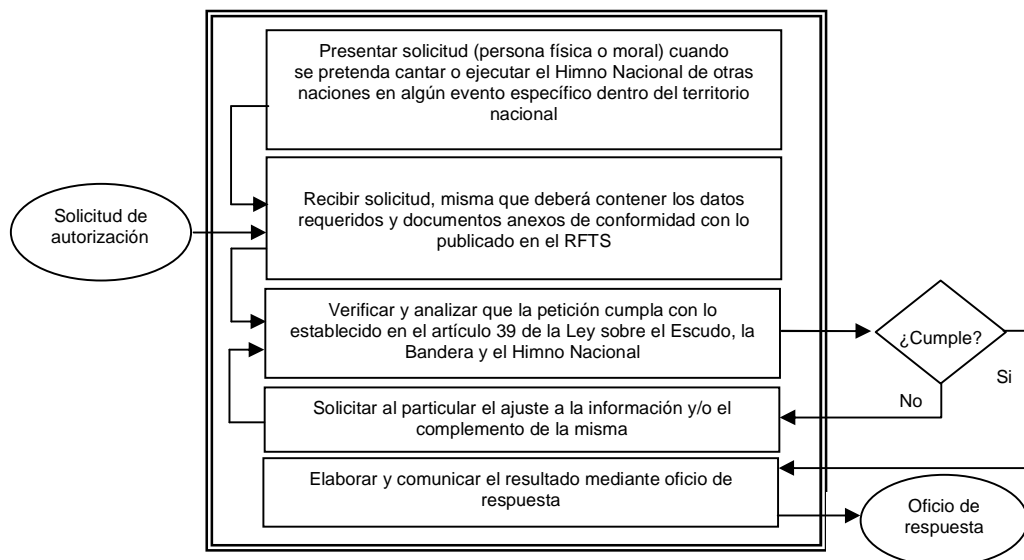 Presentar solicitud (persona física o moral) cuando
se pretenda cantar o ejecutar el Himno Nacional de otras
naciones en algún evento específico dentro del territorio
nacional
Solicitud de
autorización
Recibir solicitud, misma que deberá contener los datos
requeridos y documentos anexos de conformidad con lo
publicado en el RFTS
Verificar y analizar que la petición cumpla con lo
establecido en el artículo 39 de la Ley sobre el Escudo, la
Bandera y el Himno Nacional
¿Cumple?
Si
No
Solicitar al particular el ajuste a la información y/o el
complemento de la misma
Elaborar y comunicar el resultado mediante oficio de
respuesta
Oficio de
respuesta